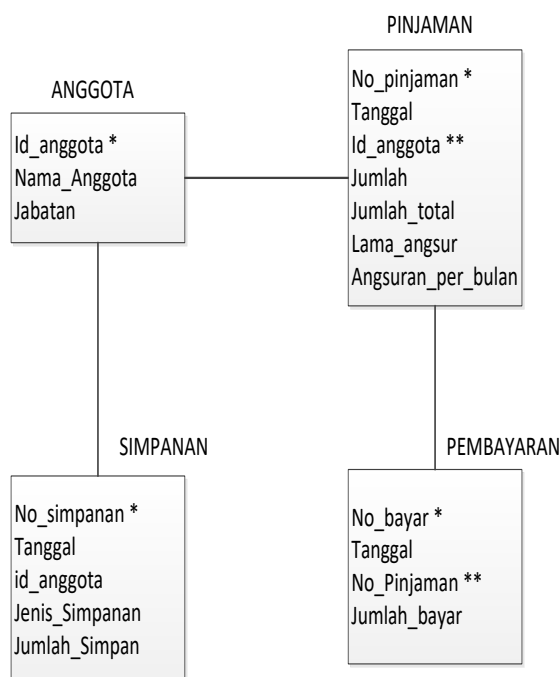 ANGGOTA
Id_anggota *
Nama_Anggota
Jabatan
PINJAMAN
No_pinjaman *
Tanggal
Id_anggota **
Jumlah
Jumlah_total
Lama_angsur
Angsuran_per_bulan
SIMPANAN
No_simpanan *
Tanggal
id_anggota
Jenis_Simpanan
Jumlah_Simpan
PEMBAYARAN
No_bayar *
Tanggal
No_Pinjaman **
Jumlah_bayar